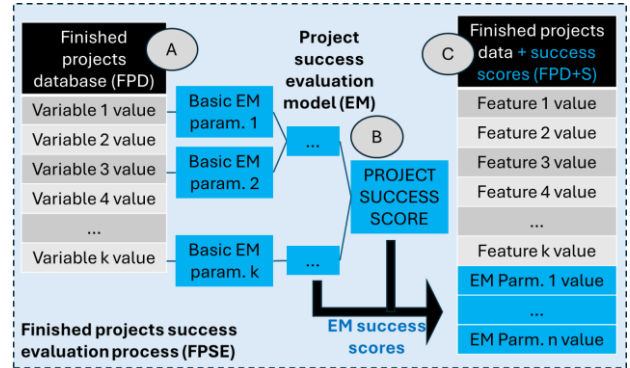 Finished
projects
database (FPD)
A
Variable 1 value
Variable 2 value
Variable 3 value
Variable 4 value
...
Variable k value
Basic EM
param. 1
Basic EM
param. 2
Basic EM
param. k
Project
success
evaluation
model (EM)
...
...
B
PROJECT
SUCCESS
SCORE
EM success
scores
C
Finished projects
data + success
scores (FPD+S)
Feature 1 value
Feature 2 value
Feature 3 value
Feature 4 value
...
Feature k value
EM Parm. 1 value
...
EM Parm. n value
Finished projects success
evaluation process (FPSE)